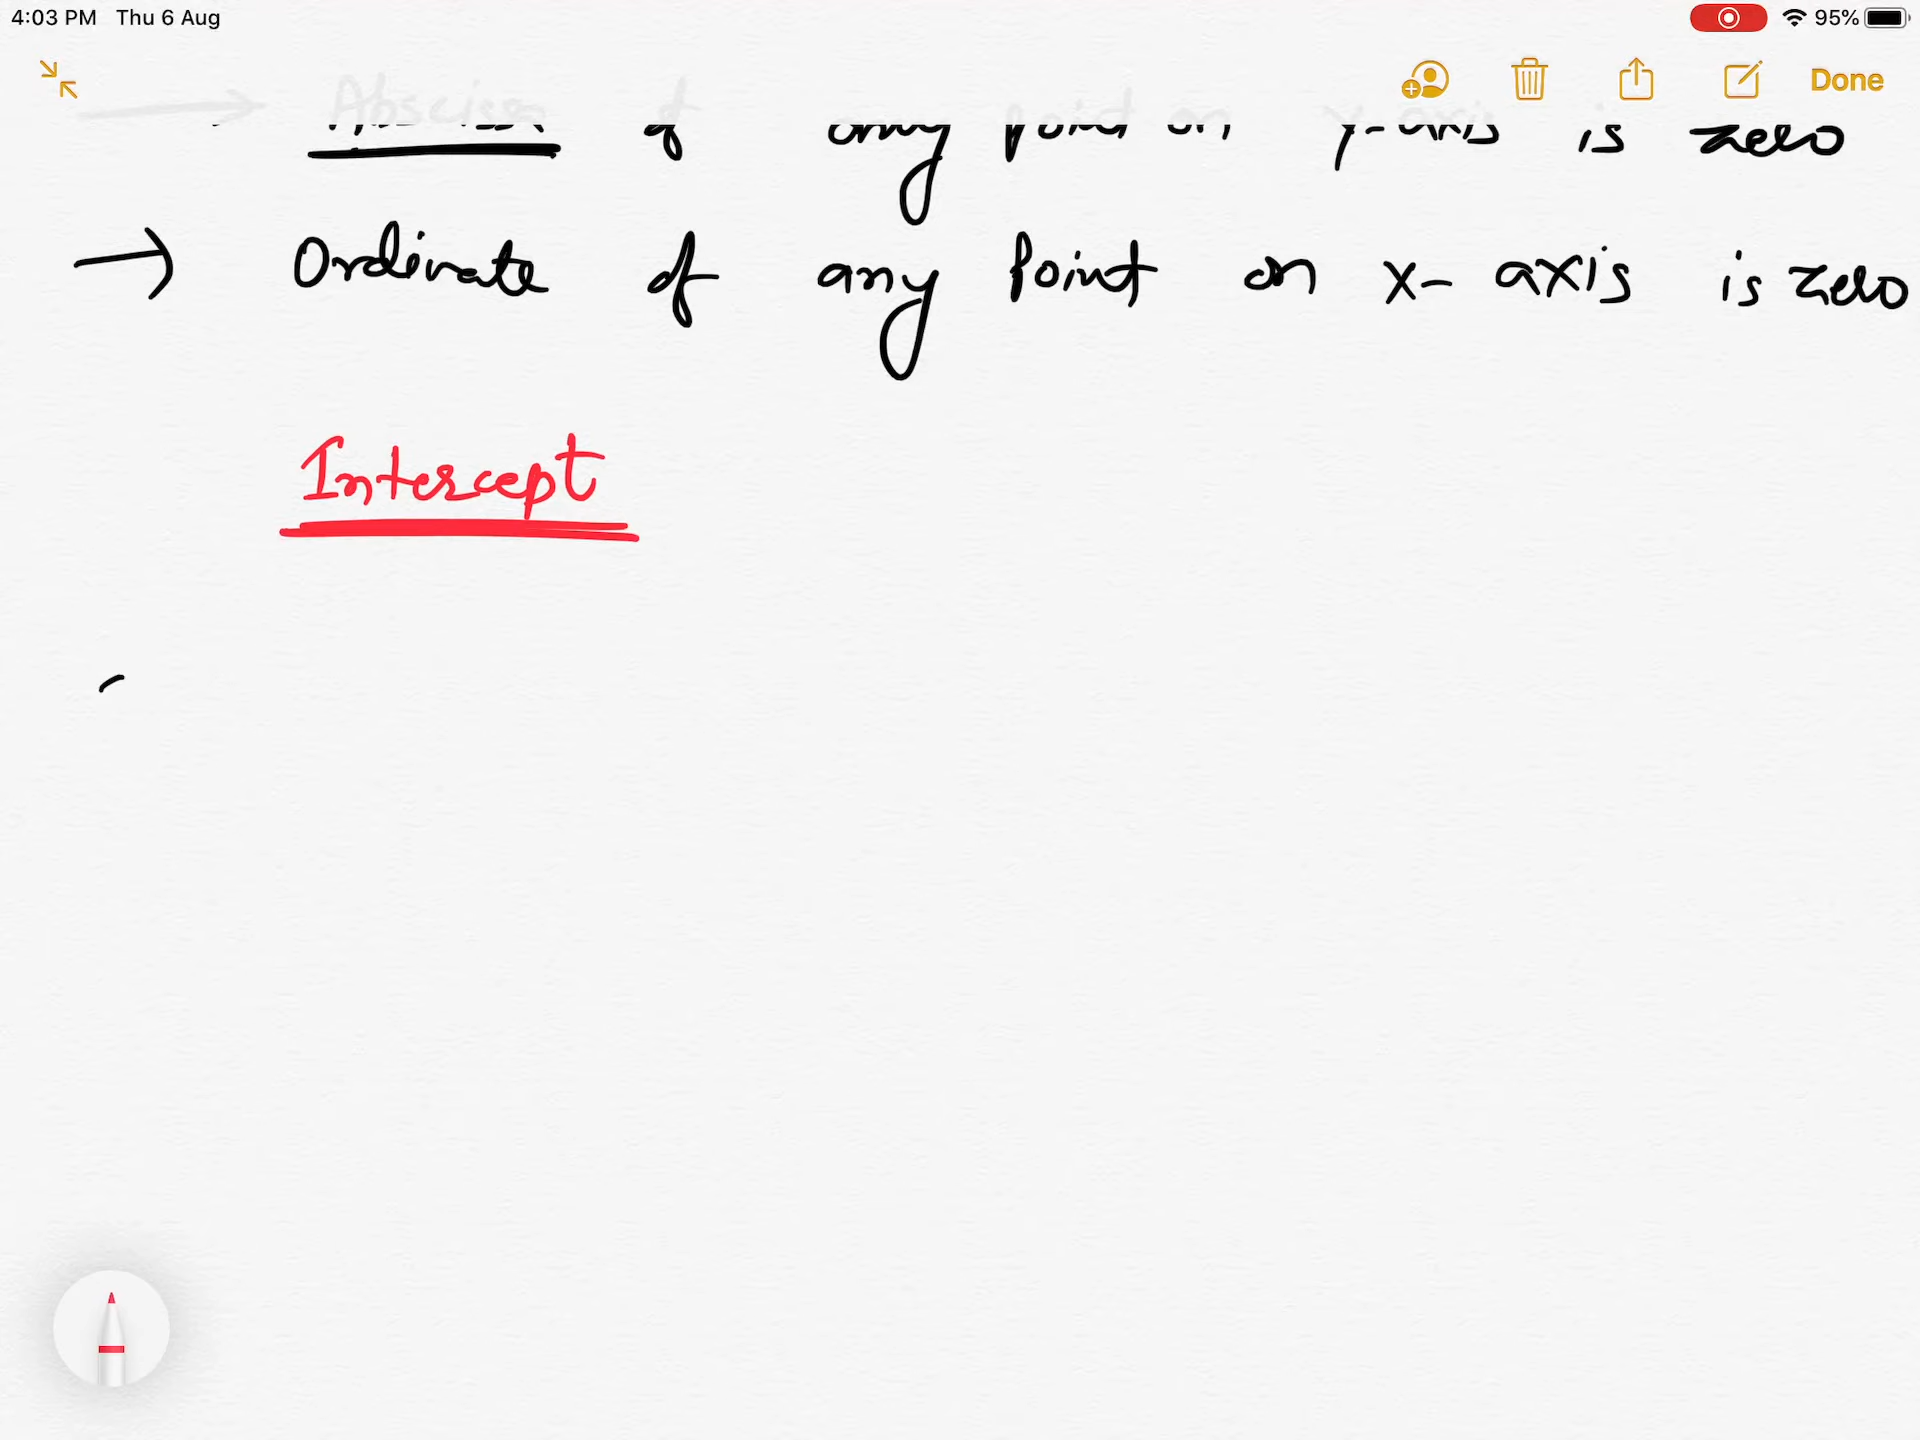 4:03 PM Thu 6 Aug 95%
Done
→ Abscissa of any point on y-axis is zero
→ Ordinate of any point on x-axis is zero
Intercept